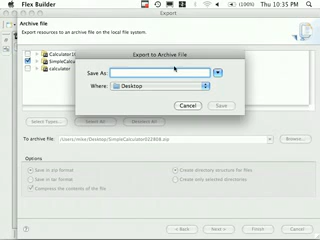 Flex Builder
Thu 10:35 PM
Export
Archive file
Export resources to an archive file on the local file system.
Export to Archive File
Save As:
Where: Desktop
Cancel Save
calculator
Select Types... Select All Deselect All
To archive file: /Users/mike/Desktop/SimpleCalculator022808.zip Browse...
Options
Save in zip format
Save in tar format
Compress the contents of the file
Create directory structure for files
Create only selected directories
< Back Next > Finish Cancel